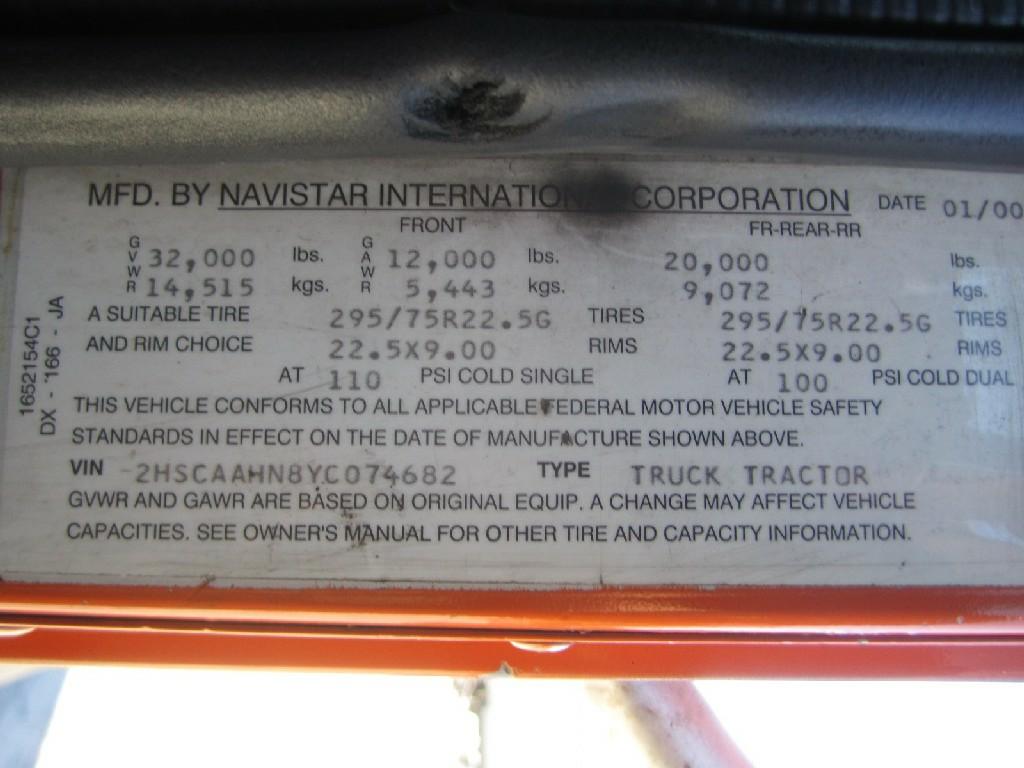 MFD. BY NAVISTAR INTERNATIONAL CORPORATION DATE 01/00
FRONT FR-REAR-RR
GVWR 32,000 lbs. GAWR 12,000 lbs. 20,000 lbs.
14,515 kgs. 5,443 kgs. 9,072 kgs.
A SUITABLE TIRE 295/75R22.5G TIRES 295/75R22.5G TIRES
AND RIM CHOICE 22.5X9.00 RIMS 22.5X9.00 RIMS
AT 110 PSI COLD SINGLE AT 100 PSI COLD DUAL
THIS VEHICLE CONFORMS TO ALL APPLICABLE FEDERAL MOTOR VEHICLE SAFETY
STANDARDS IN EFFECT ON THE DATE OF MANUFACTURE SHOWN ABOVE.
VIN 2HSCAAHN8YC074682 TYPE TRUCK TRACTOR
GVWR AND GAWR ARE BASED ON ORIGINAL EQUIP. A CHANGE MAY AFFECT VEHICLE
CAPACITIES. SEE OWNER'S MANUAL FOR OTHER TIRE AND CAPACITY INFORMATION.
1652154C1
DX - '166 - JA